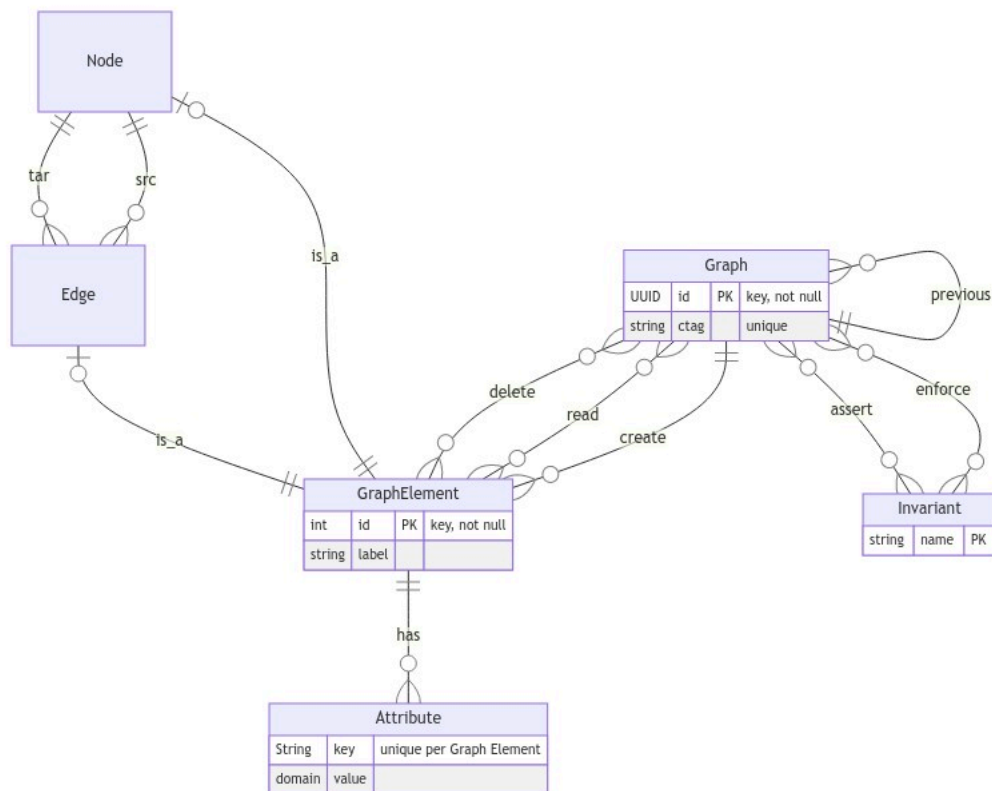 Node
tar
src
is_a
Edge
Graph
UUID id PK key, not null
string ctag unique
previous
delete
read
create
assert
enforce
is_a
GraphElement
int id PK key, not null
string label
Invariant
string name PK
has
Attribute
String key unique per Graph Element
domain value